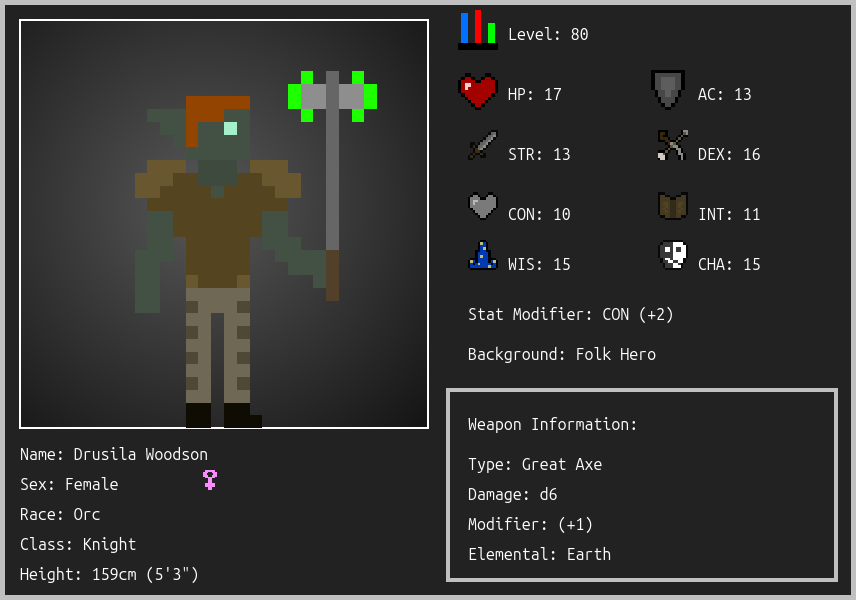 Level: 80
HP: 17
AC: 13
STR: 13
DEX: 16
CON: 10
INT: 11
WIS: 15
CHA: 15
Stat Modifier: CON (+2)
Background: Folk Hero
Weapon Information:
Type: Great Axe
Damage: d6
Modifier: (+1)
Elemental: Earth
Name: Drusila Woodson
Sex: Female
Race: Orc
Class: Knight
Height: 159cm (5'3")